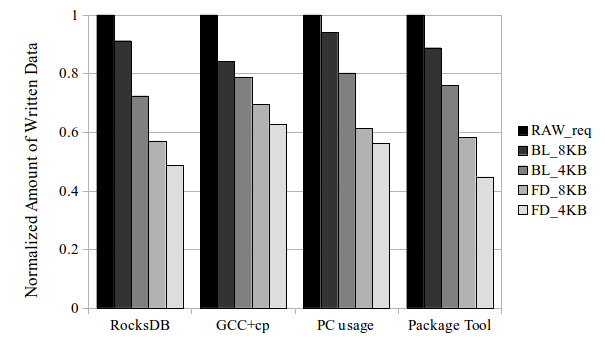 Normalized Amount of Written Data
1
0.8
0.6
0.4
0.2
0
RocksDB
GCC+cp
PC usage
Package Tool
RAW_req
BL_8KB
BL_4KB
FD_8KB
FD_4KB